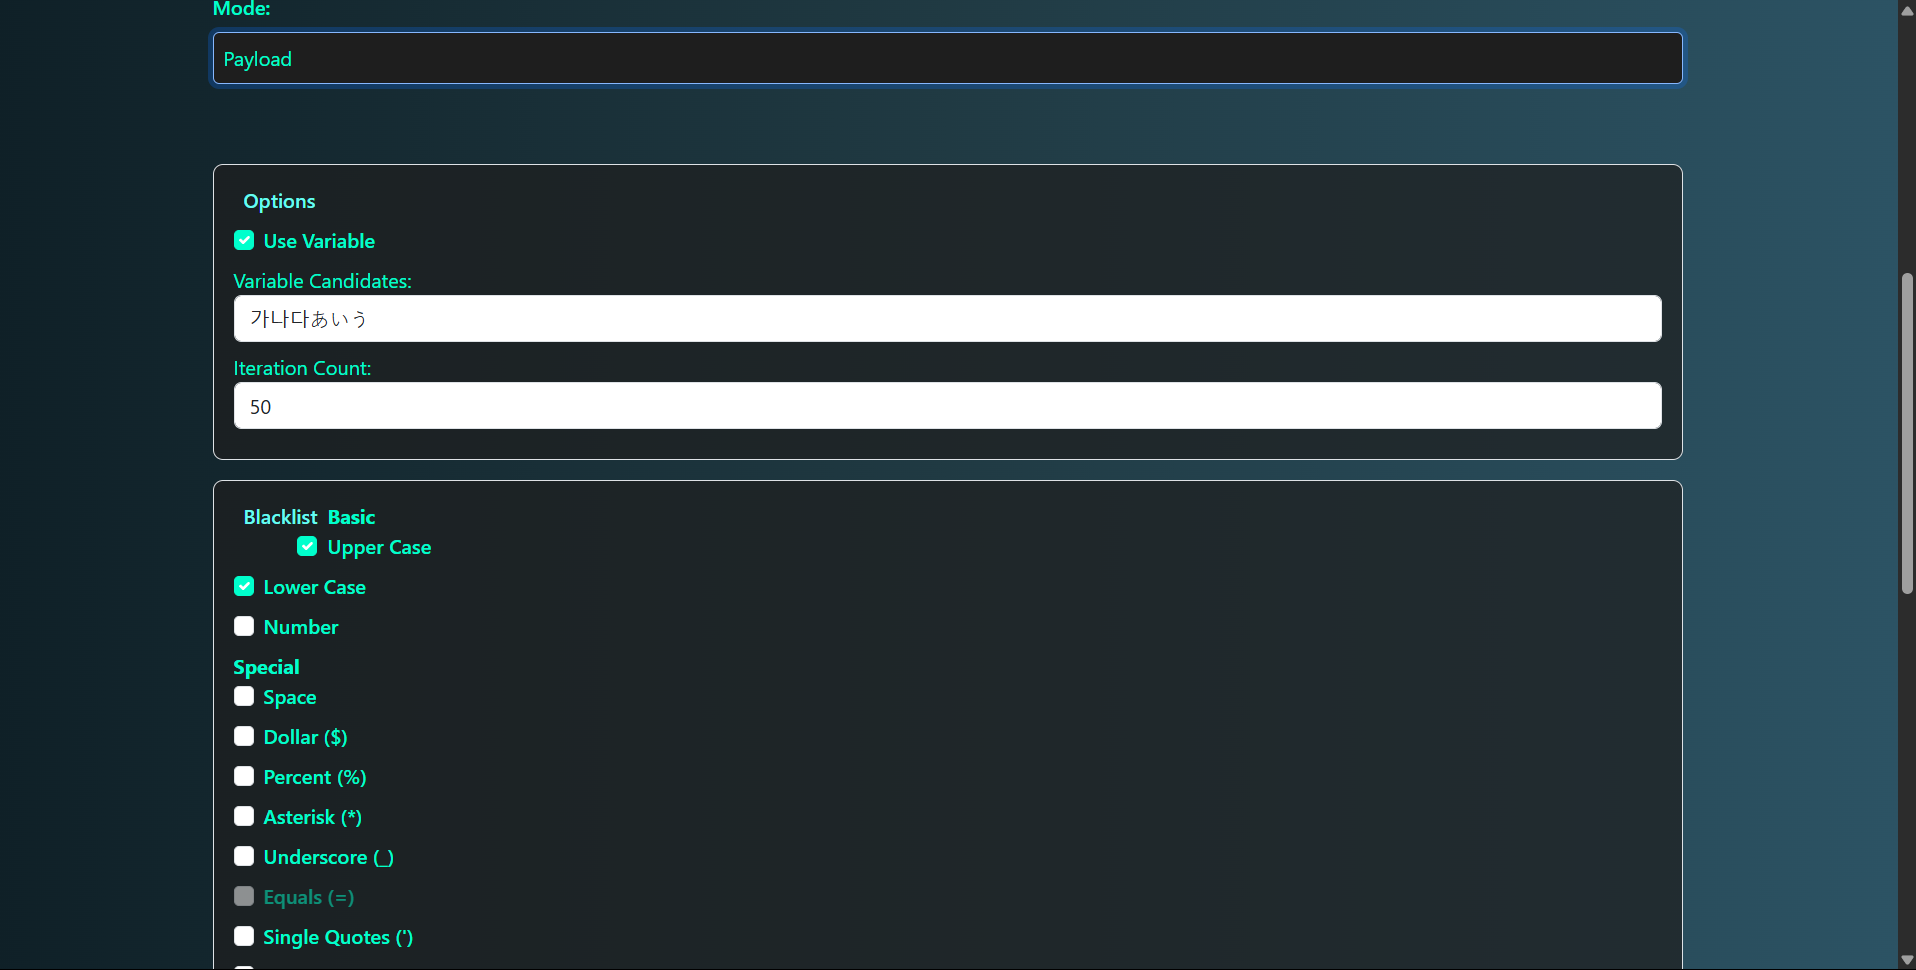 Mode:
Payload
Options
Use Variable
Variable Candidates:
가나다あいう
Iteration Count:
50
Blacklist Basic
Upper Case
Lower Case
Number
Special
Space
Dollar ($)
Percent (%)
Asterisk (*)
Underscore (_)
Equals (=)
Single Quotes (')